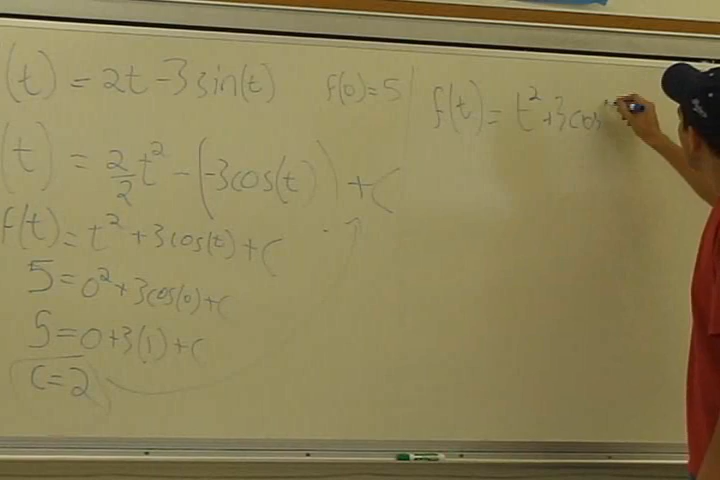 (t) = 2t - 3sin(t) f(0) = 5
(t) = 2/2 t² - (-3cos(t)) + C
f(t) = t² + 3cos(t) + C
5 = 0² + 3cos(0) + C
5 = 0 + 3(1) + C
C = 2
f(t) = t² + 3cos